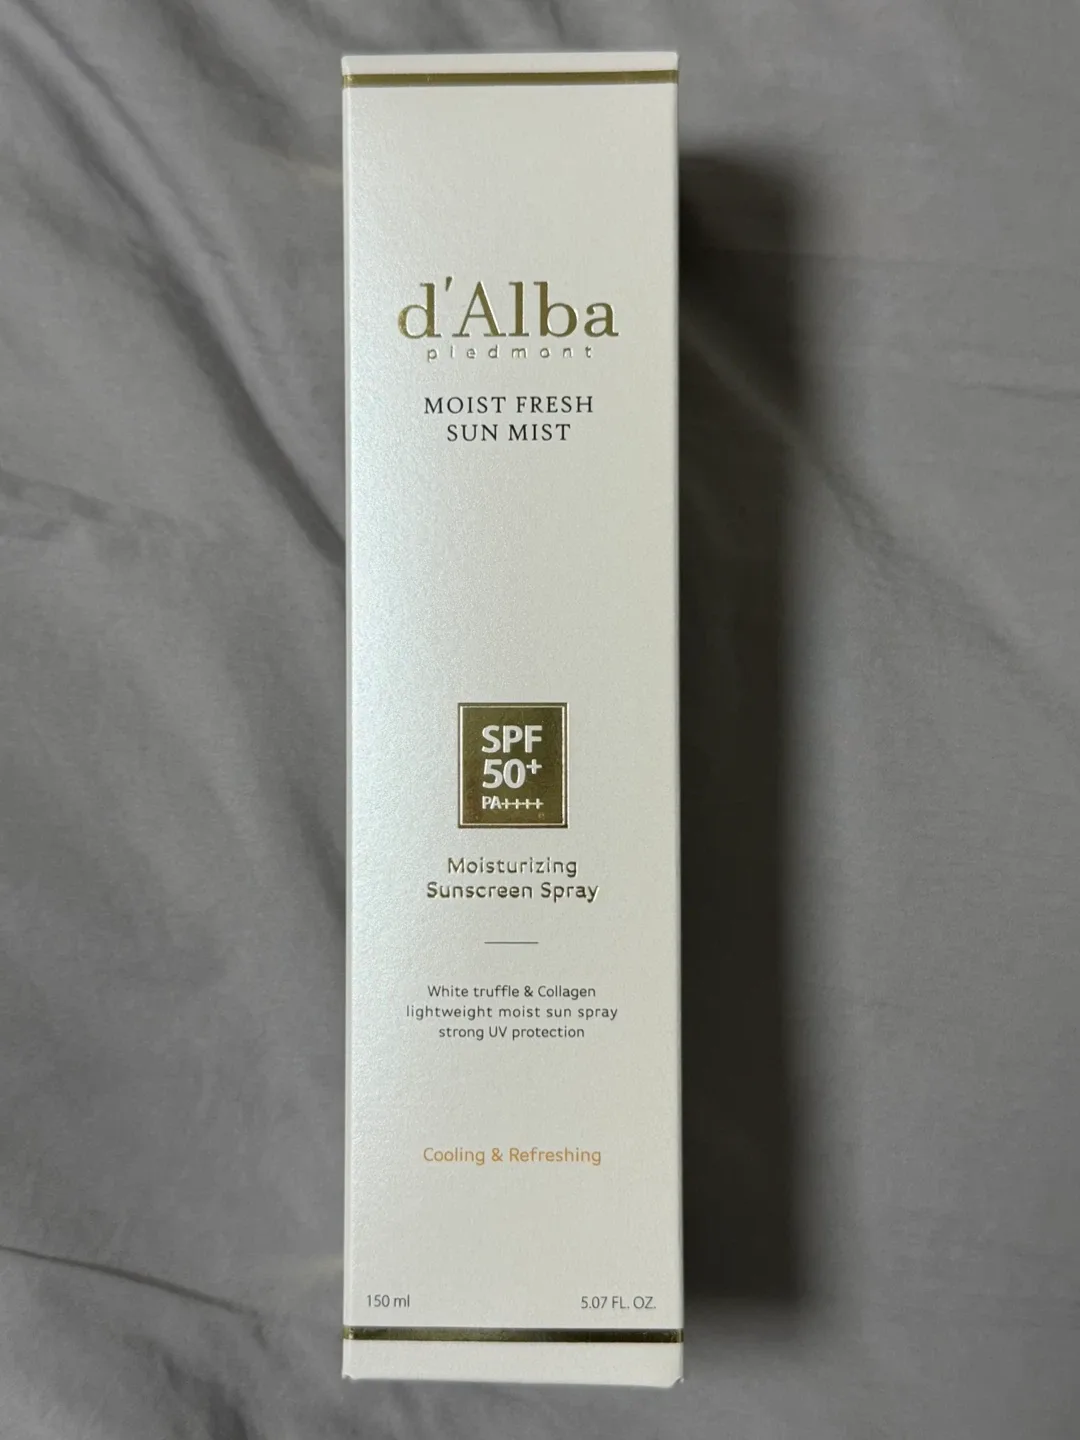 d'Alba
piedmont
MOIST FRESH
SUN MIST
SPF
50+
PA++++
Moisturizing
Sunscreen Spray
White truffle & Collagen
lightweight moist sun spray
strong UV protection
Cooling & Refreshing
150 ml 5.07 FL. OZ.